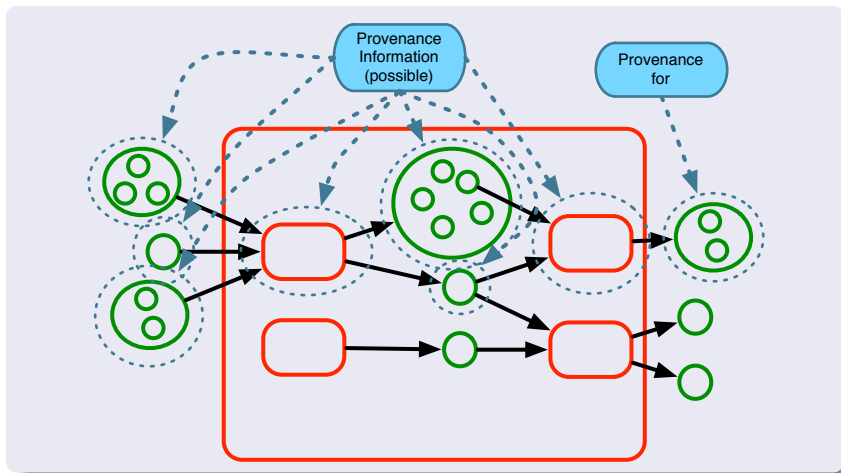 Provenance
Information
(possible)
Provenance
for